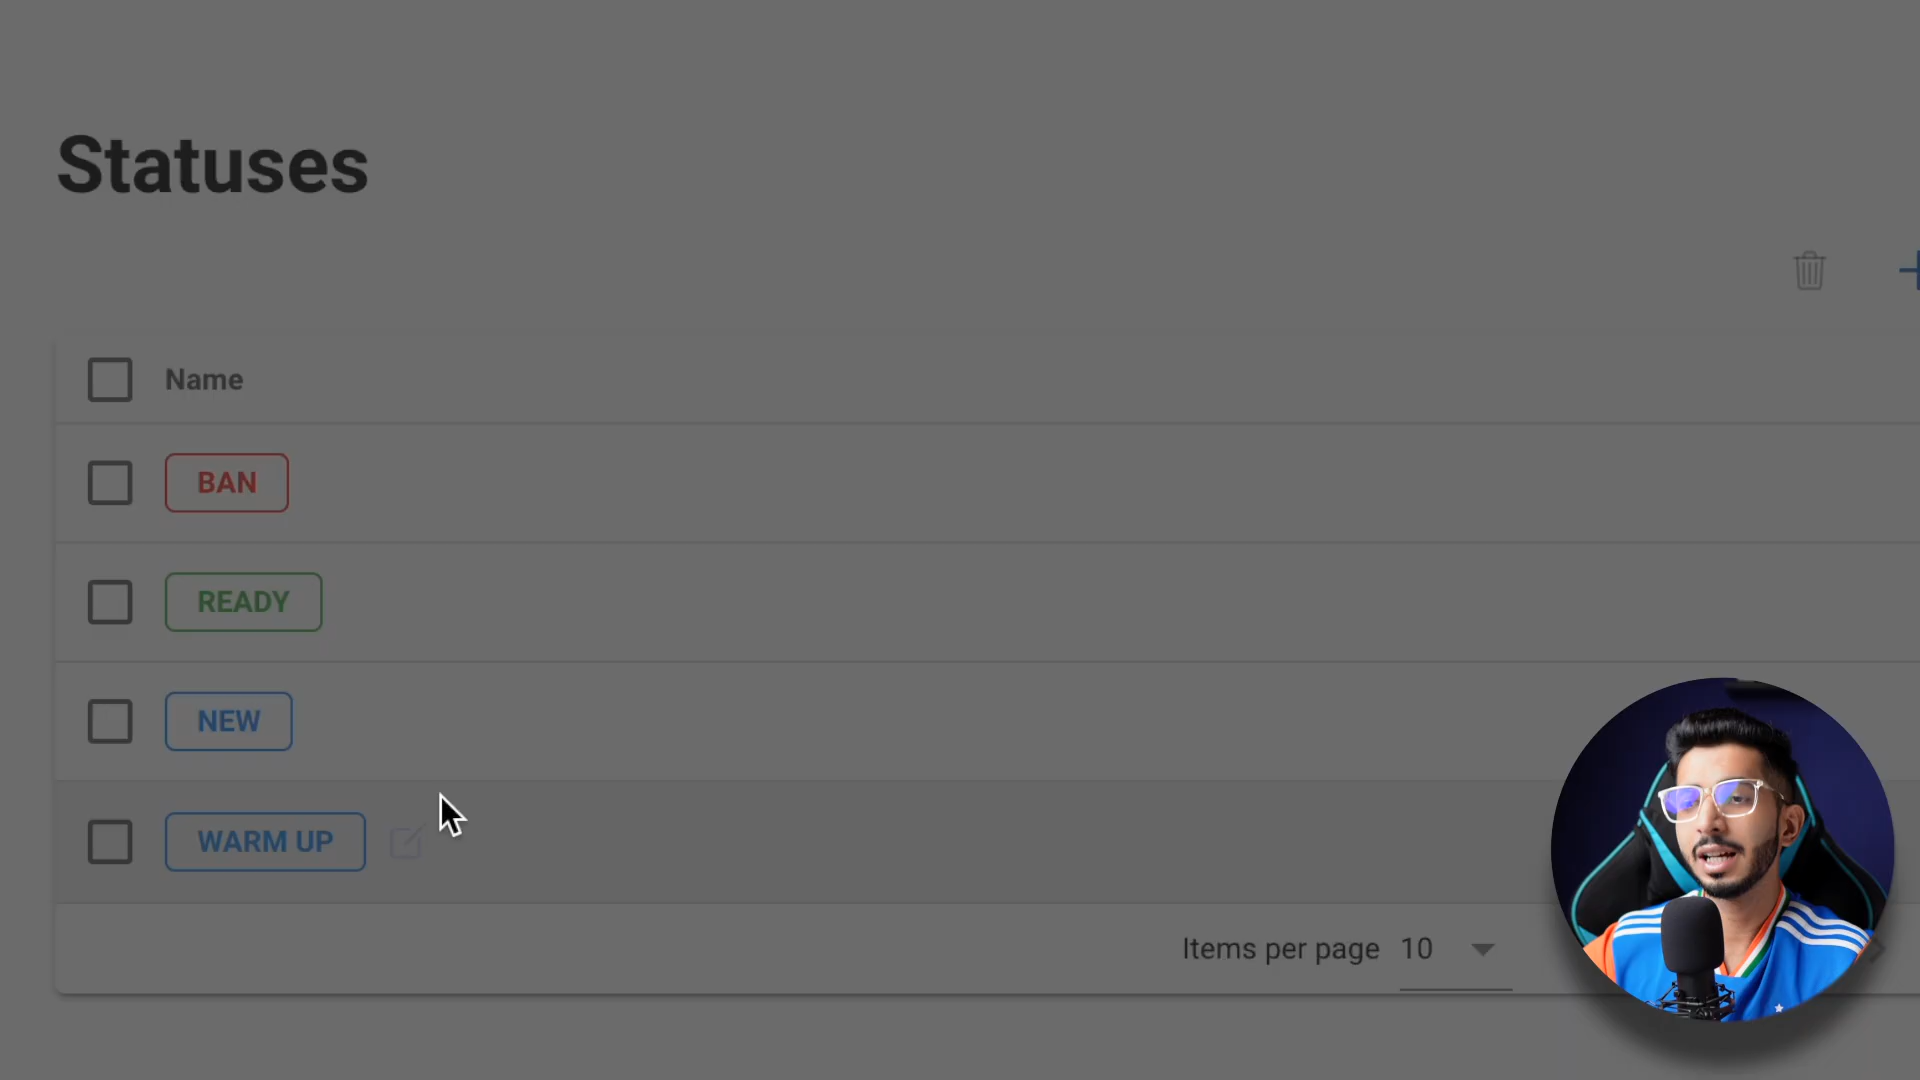 Statuses
Name
BAN
READY
NEW
WARM UP
Items per page 10